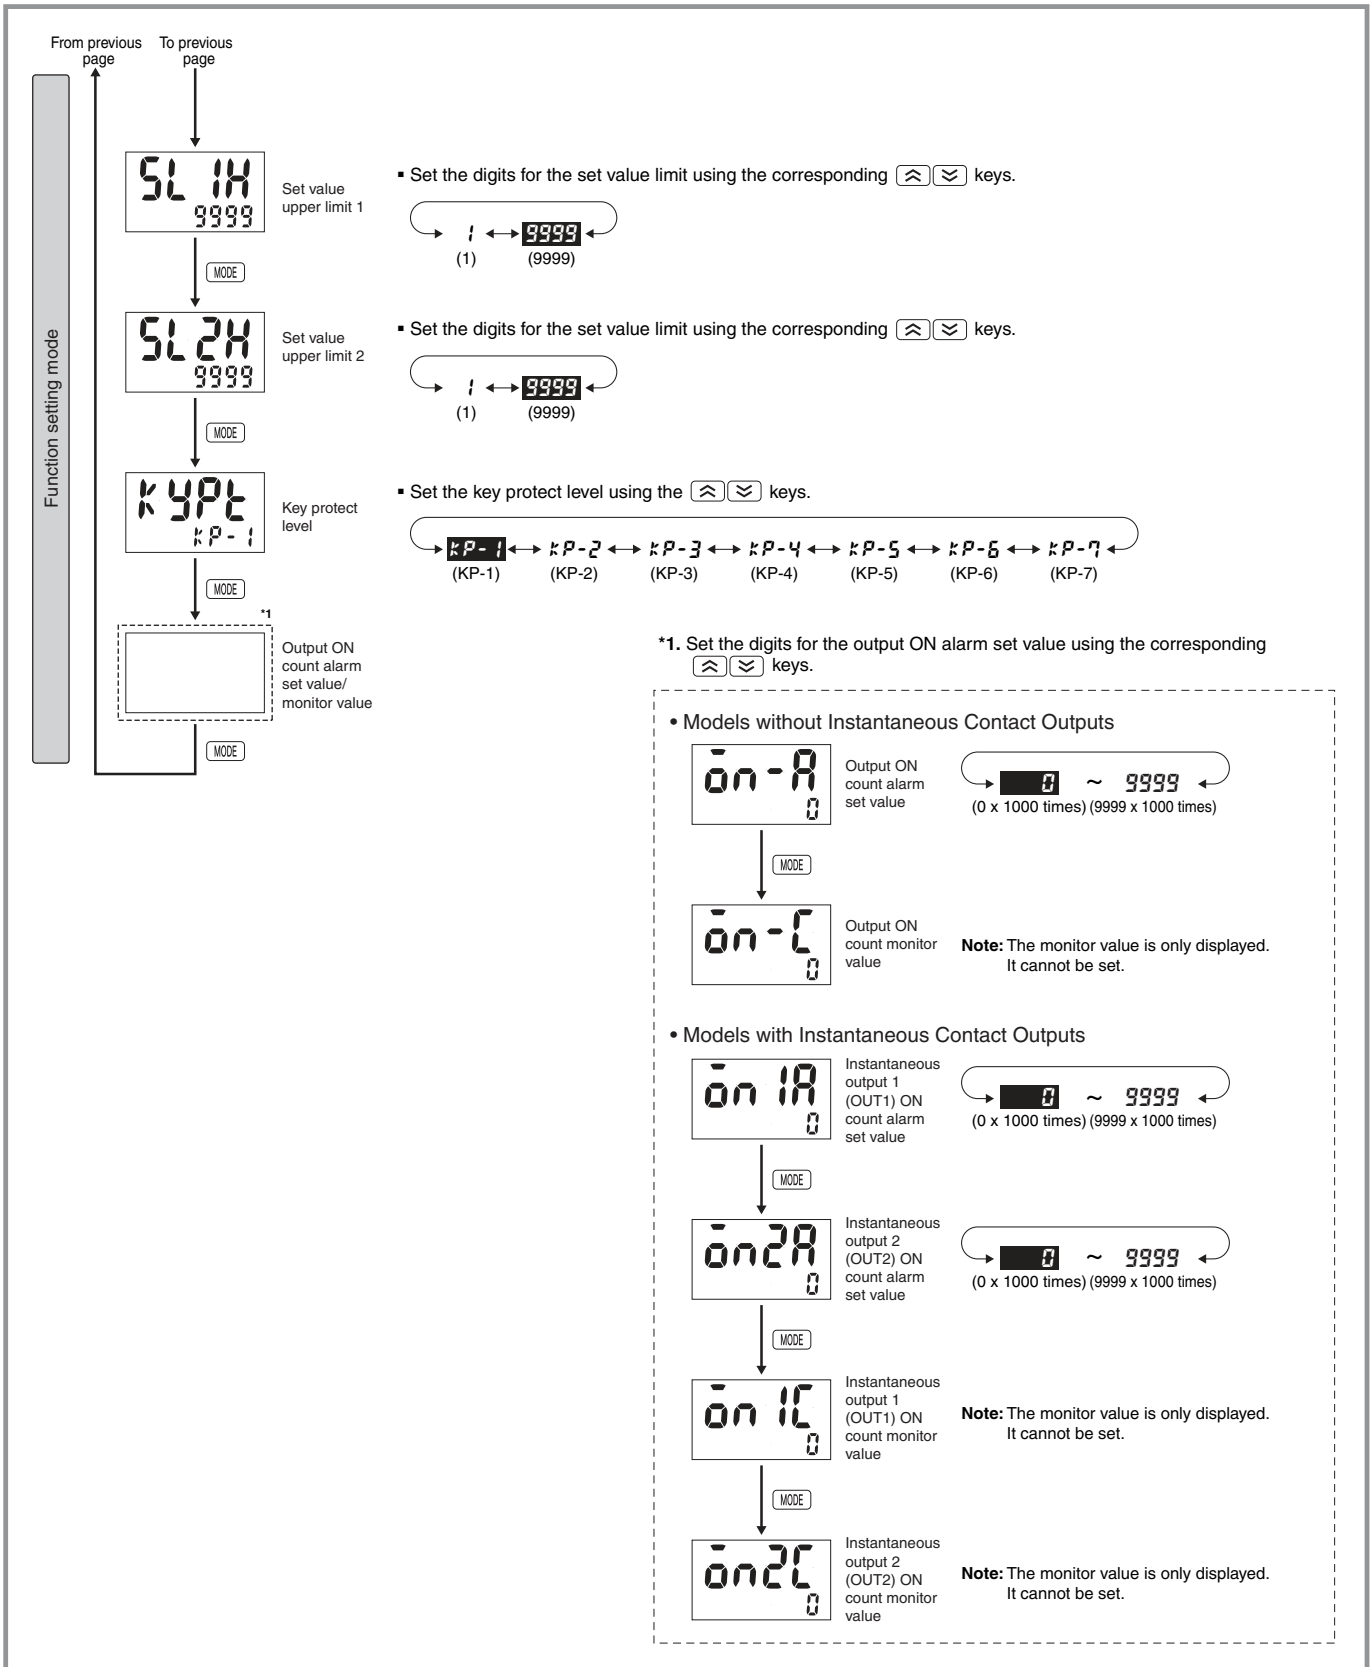 From previous page
To previous page
Function setting mode
SL1H
9999
Set value
upper limit 1
▪ Set the digits for the set value limit using the corresponding keys.
1 9999
(1) (9999)
MODE
SL2H
9999
Set value
upper limit 2
▪ Set the digits for the set value limit using the corresponding keys.
1 9999
(1) (9999)
MODE
KYPt
KP-1
Key protect
level
▪ Set the key protect level using the keys.
KP-1 KP-2 KP-3 KP-4 KP-5 KP-6 KP-7
(KP-1) (KP-2) (KP-3) (KP-4) (KP-5) (KP-6) (KP-7)
MODE
*1
Output ON
count alarm
set value/
monitor value
MODE
*1. Set the digits for the output ON alarm set value using the corresponding
keys.
• Models without Instantaneous Contact Outputs
on-A
0
Output ON
count alarm
set value
0 ~ 9999
(0 x 1000 times) (9999 x 1000 times)
MODE
on-C
0
Output ON
count monitor
value
Note: The monitor value is only displayed.
It cannot be set.
• Models with Instantaneous Contact Outputs
on1A
0
Instantaneous
output 1
(OUT1) ON
count alarm
set value
0 ~ 9999
(0 x 1000 times) (9999 x 1000 times)
MODE
on2A
0
Instantaneous
output 2
(OUT2) ON
count alarm
set value
0 ~ 9999
(0 x 1000 times) (9999 x 1000 times)
MODE
on1C
0
Instantaneous
output 1
(OUT1) ON
count monitor
value
Note: The monitor value is only displayed.
It cannot be set.
MODE
on2C
0
Instantaneous
output 2
(OUT2) ON
count monitor
value
Note: The monitor value is only displayed.
It cannot be set.